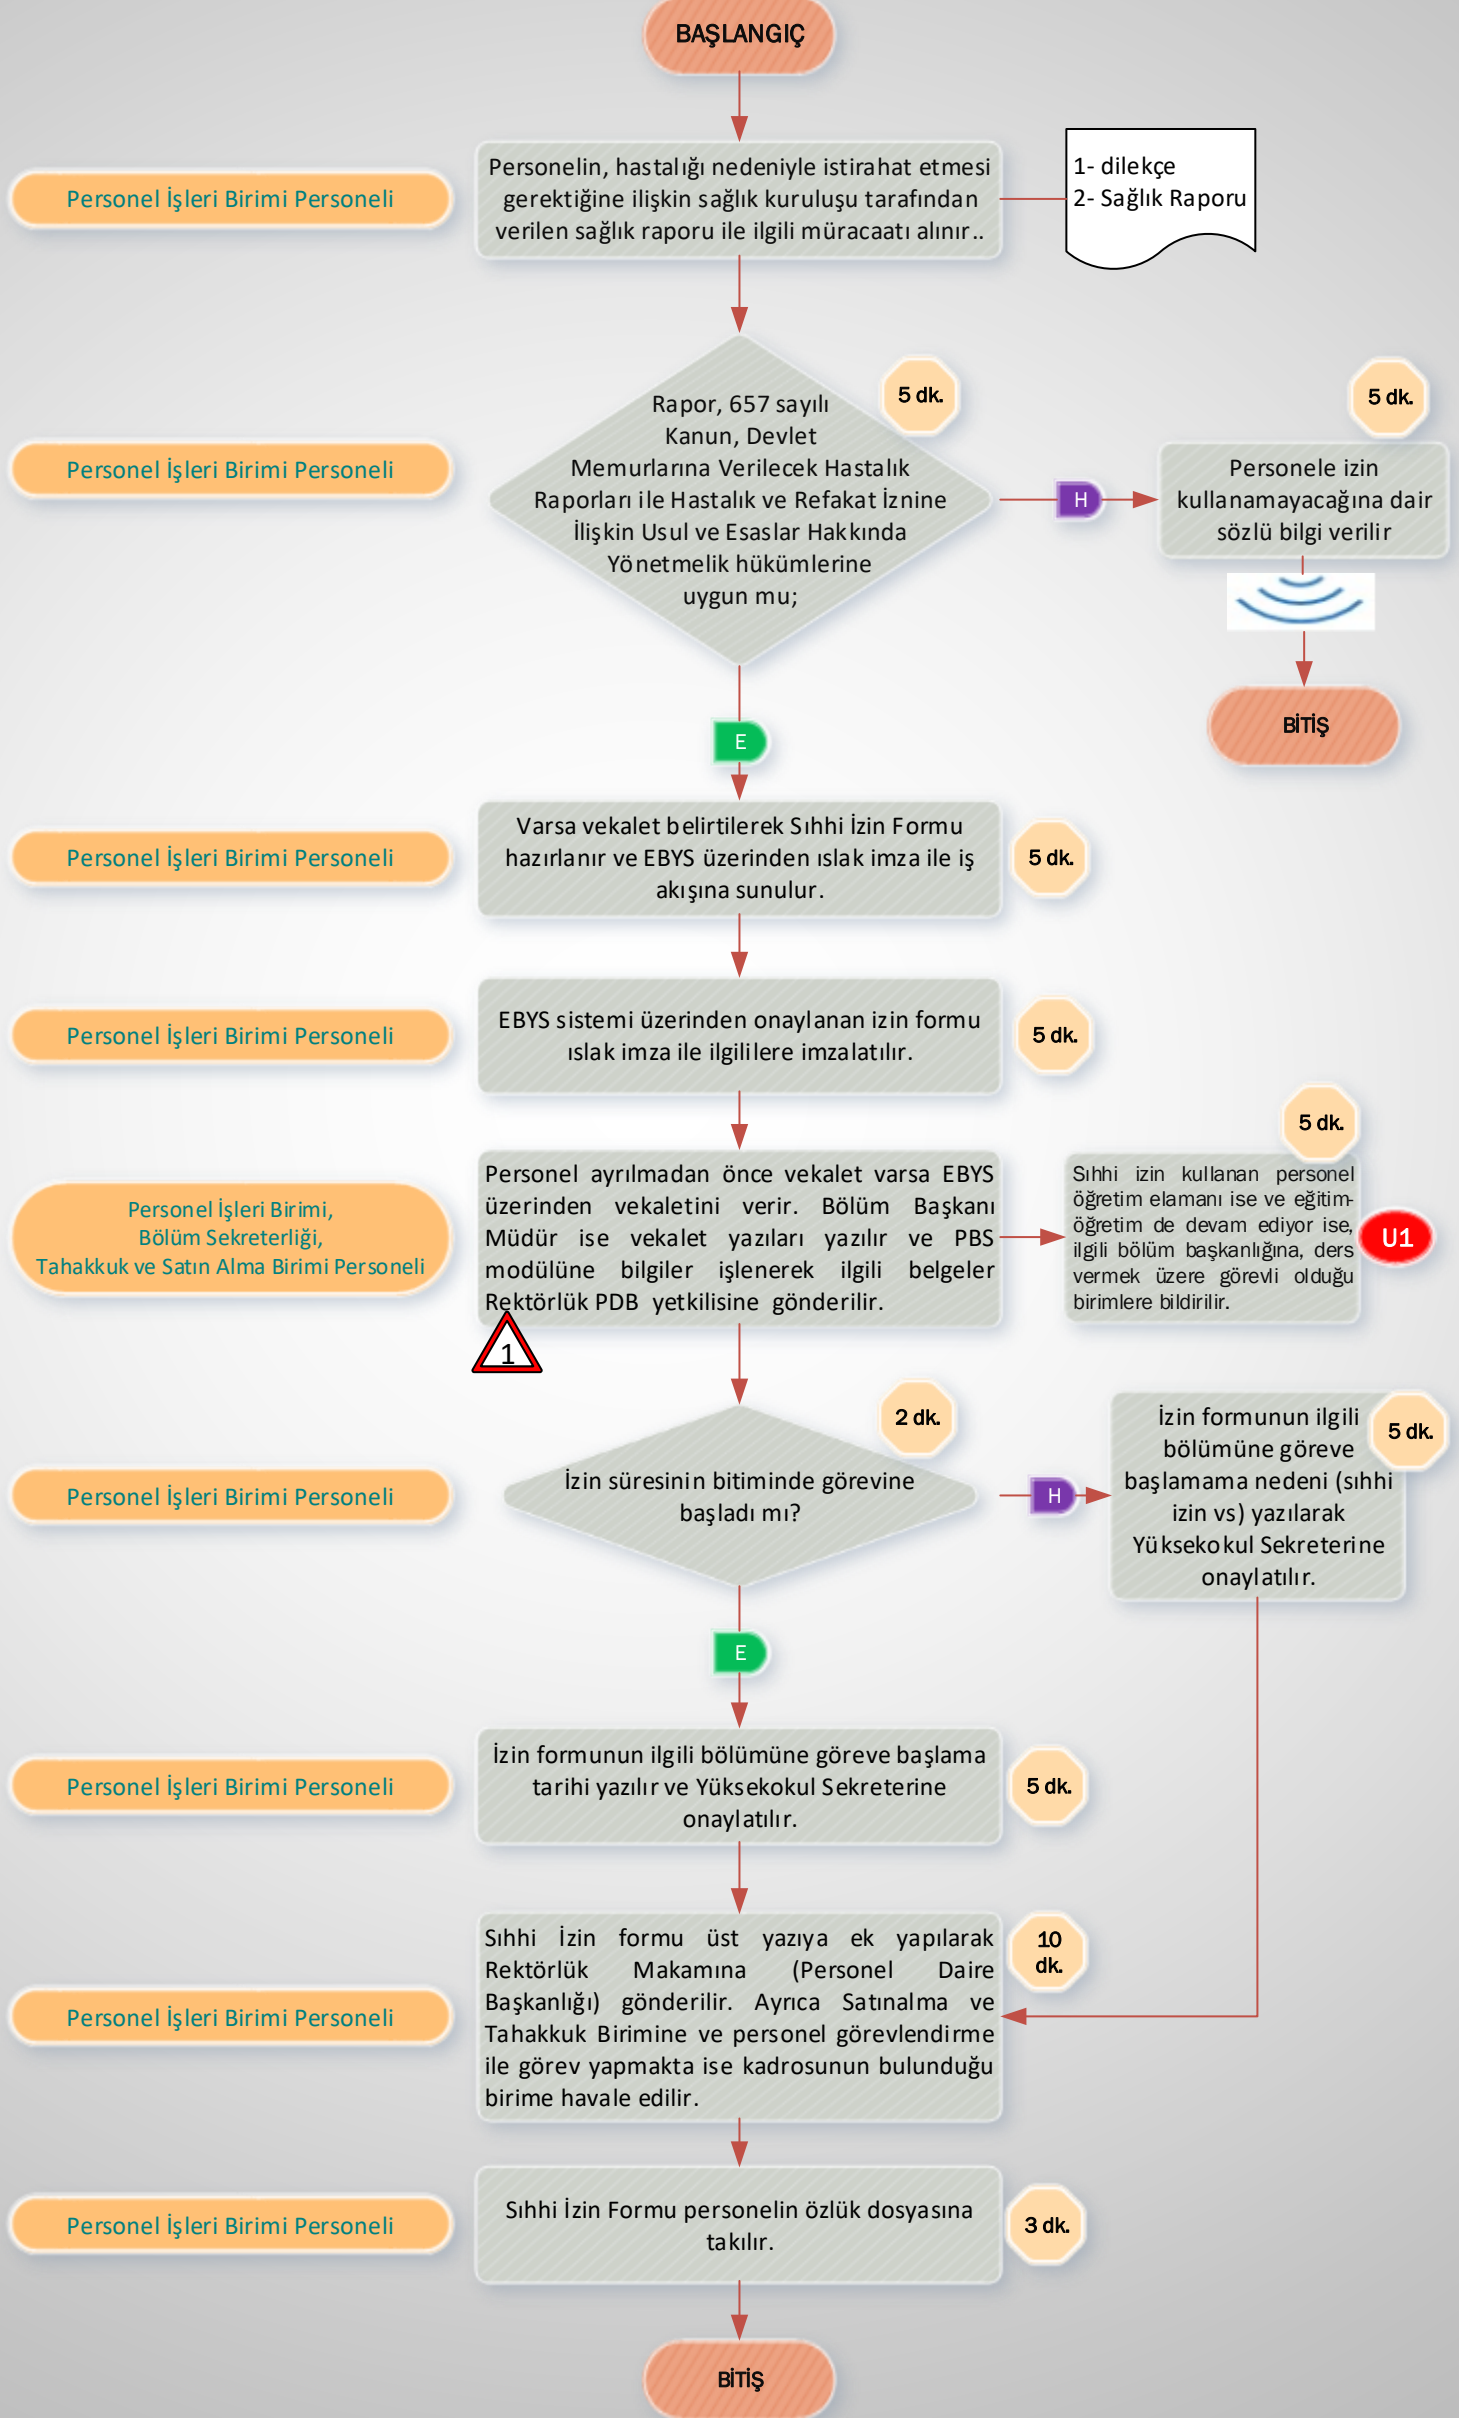 BAŞLANGIÇ
Personel İşleri Birimi Personeli
Personelin, hastalığı nedeniyle istirahat etmesi
gerektiğine ilişkin sağlık kuruluşu tarafından
verilen sağlık raporu ile ilgili müracaatı alınır..
1- dilekçe
2- Sağlık Raporu
Personel İşleri Birimi Personeli
Rapor, 657 sayılı
Kanun, Devlet
Memurlarına Verilecek Hastalık
Raporları ile Hastalık ve Refakat İznine
İlişkin Usul ve Esaslar Hakkında
Yönetmelik hükümlerine
uygun mu;
5 dk.
H
5 dk.
Personele izin
kullanamayacağına dair
sözlü bilgi verilir
BİTİŞ
E
Personel İşleri Birimi Personeli
Varsa vekalet belirtilerek Sıhhi İzin Formu
hazırlanır ve EBYS üzerinden ıslak imza ile iş
akışına sunulur.
5 dk.
Personel İşleri Birimi Personeli
EBYS sistemi üzerinden onaylanan izin formu
ıslak imza ile ilgililere imzalatılır.
5 dk.
Personel İşleri Birimi,
Bölüm Sekreterliği,
Tahakkuk ve Satın Alma Birimi Personeli
Personel ayrılmadan önce vekalet varsa EBYS
üzerinden vekaletini verir. Bölüm Başkanı
Müdür ise vekalet yazıları yazılır ve PBS
modülüne bilgiler işlenerek ilgili belgeler
Rektörlük PDB yetkilisine gönderilir.
1
5 dk.
Sıhhi izin kullanan personel
öğretim elamanı ise ve eğitim-
öğretim de devam ediyor ise,
ilgili bölüm başkanlığına, ders
vermek üzere görevli olduğu
birimlere bildirilir.
U1
Personel İşleri Birimi Personeli
İzin süresinin bitiminde görevine
başladı mı?
2 dk.
H
İzin formunun ilgili
bölümüne göreve
başlamama nedeni (sıhhi
izin vs) yazılarak
Yüksekokul Sekreterine
onaylatılır.
5 dk.
E
Personel İşleri Birimi Personeli
İzin formunun ilgili bölümüne göreve başlama
tarihi yazılır ve Yüksekokul Sekreterine
onaylatılır.
5 dk.
Personel İşleri Birimi Personeli
Sıhhi İzin formu üst yazıya ek yapılarak
Rektörlük Makamına (Personel Daire
Başkanlığı) gönderilir. Ayrıca Satınalma ve
Tahakkuk Birimine ve personel görevlendirme
ile görev yapmakta ise kadrosunun bulunduğu
birime havale edilir.
10
dk.
Personel İşleri Birimi Personeli
Sıhhi İzin Formu personelin özlük dosyasına
takılır.
3 dk.
BİTİŞ